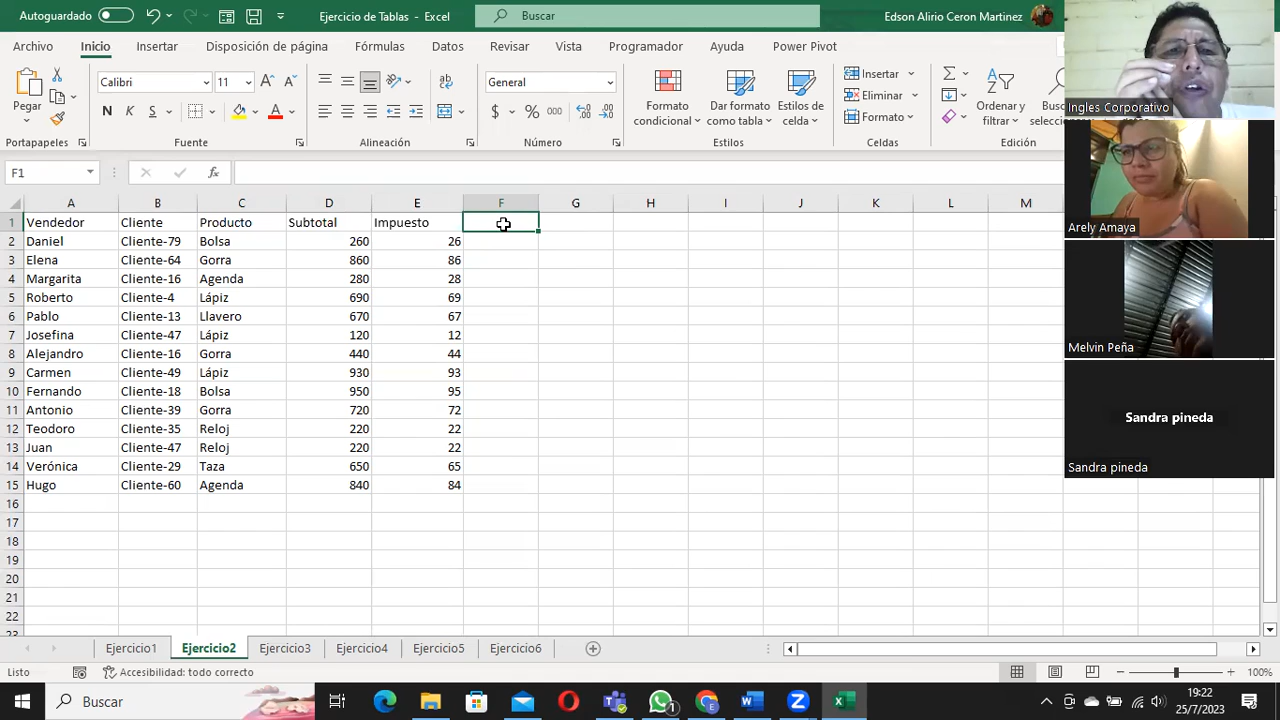 Autoguardado
Ejercicio de Tablas - Excel
Buscar
Edson Alirio Ceron Martinez
Archivo Inicio Insertar Disposición de página Fórmulas Datos Revisar Vista Programador Ayuda Power Pivot
Pegar
Calibri 11
N K S
General
$ % 000
Formato condicional
Dar formato como tabla
Estilos de celda
Insertar
Eliminar
Formato
Ordenar y filtrar
Portapapeles Fuente Alineación Número Estilos Celdas Edición
F1 fx
A B C D E F G H I J K L M
1 Vendedor Cliente Producto Subtotal Impuesto
2 Daniel Cliente-79 Bolsa 260 26
3 Elena Cliente-64 Gorra 860 86
4 Margarita Cliente-16 Agenda 280 28
5 Roberto Cliente-4 Lápiz 690 69
6 Pablo Cliente-13 Llavero 670 67
7 Josefina Cliente-47 Lápiz 120 12
8 Alejandro Cliente-16 Gorra 440 44
9 Carmen Cliente-49 Lápiz 930 93
10 Fernando Cliente-18 Bolsa 950 95
11 Antonio Cliente-39 Gorra 720 72
12 Teodoro Cliente-35 Reloj 220 22
13 Juan Cliente-47 Reloj 220 22
14 Verónica Cliente-29 Taza 650 65
15 Hugo Cliente-60 Agenda 840 84
16
17
18
19
20
21
22
23
Ingles Corporativo
Arely Amaya
Melvin Peña
Sandra pineda
Sandra pineda
Ejercicio1 Ejercicio2 Ejercicio3 Ejercicio4 Ejercicio5 Ejercicio6
Listo Accesibilidad: todo correcto 100%
Buscar
19:22
25/7/2023